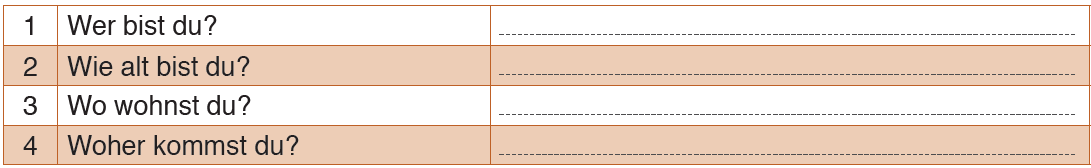 1 Wer bist du?
2 Wie alt bist du?
3 Wo wohnst du?
4 Woher kommst du?